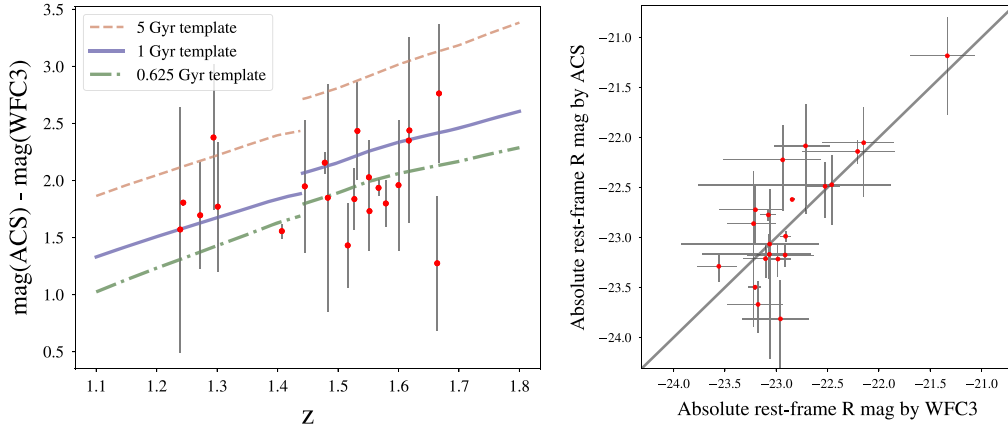 3.5
3.0
2.5
2.0
1.5
1.0
0.5
mag(ACS) - mag(WFC3)
5 Gyr template
1 Gyr template
0.625 Gyr template
1.1 1.2 1.3 1.4 1.5 1.6 1.7 1.8
z
−21.0
−21.5
−22.0
−22.5
−23.0
−23.5
−24.0
Absolute rest-frame R mag by ACS
−24.0 −23.5 −23.0 −22.5 −22.0 −21.5 −21.0
Absolute rest-frame R mag by WFC3